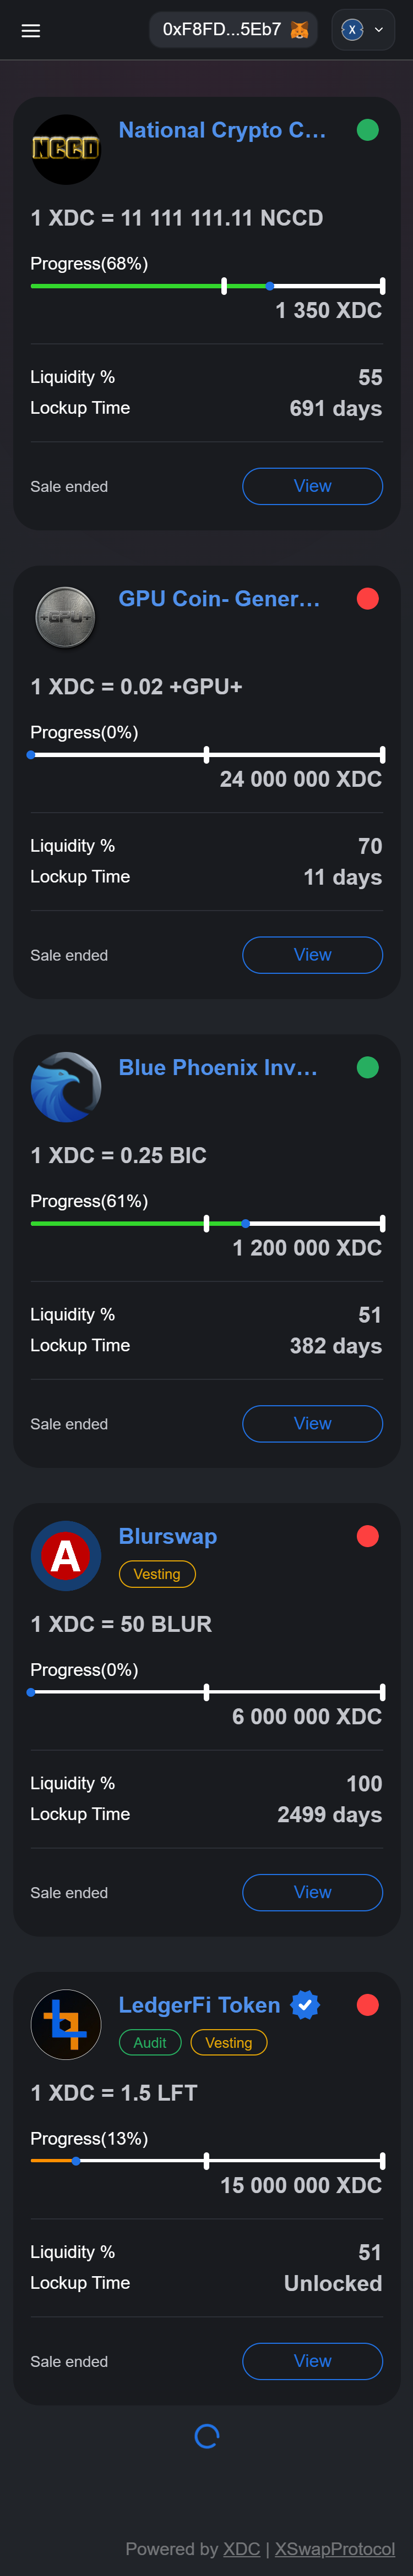 0xF8FD...5Eb7
X
NCCD
National Crypto C...
1 XDC = 11 111 111.11 NCCD
Progress(68%)
1 350 XDC
Liquidity % 55
Lockup Time 691 days
Sale ended View
+GPU+
GPU Coin- Gener...
1 XDC = 0.02 +GPU+
Progress(0%)
24 000 000 XDC
Liquidity % 70
Lockup Time 11 days
Sale ended View
Blue Phoenix Inv...
1 XDC = 0.25 BIC
Progress(61%)
1 200 000 XDC
Liquidity % 51
Lockup Time 382 days
Sale ended View
A
Blurswap
Vesting
1 XDC = 50 BLUR
Progress(0%)
6 000 000 XDC
Liquidity % 100
Lockup Time 2499 days
Sale ended View
LedgerFi Token
Audit Vesting
1 XDC = 1.5 LFT
Progress(13%)
15 000 000 XDC
Liquidity % 51
Lockup Time Unlocked
Sale ended View
Powered by XDC | XSwapProtocol